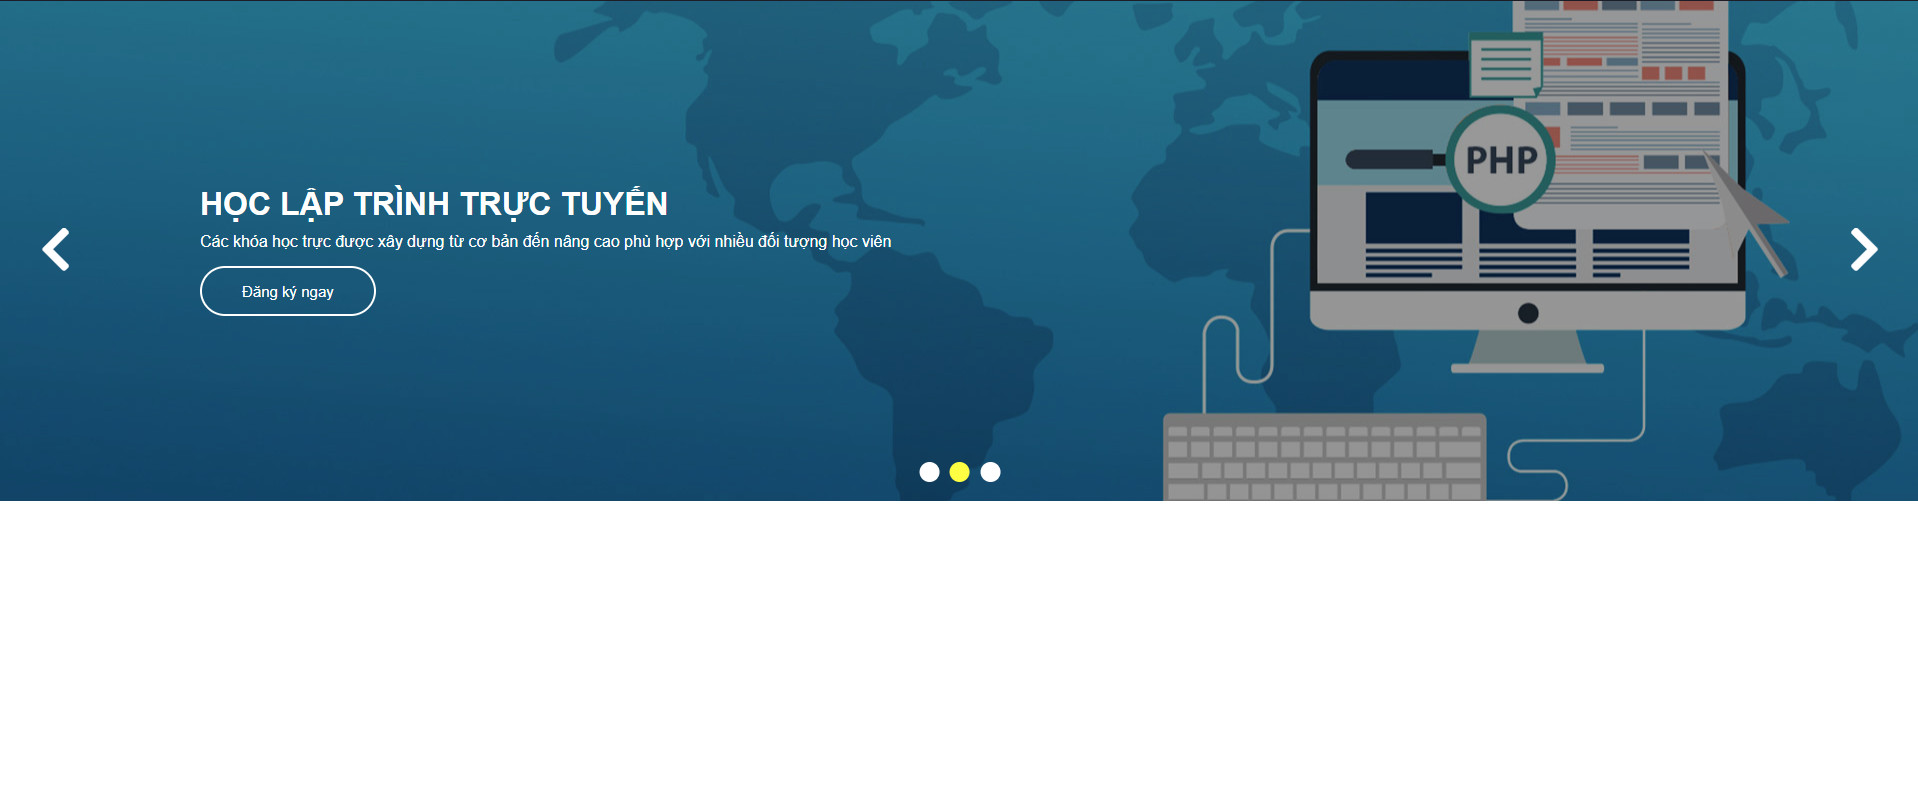 HỌC LẬP TRÌNH TRỰC TUYẾN
Các khóa học trực được xây dựng từ cơ bản đến nâng cao phù hợp với nhiều đối tượng học viên
Đăng ký ngay
PHP